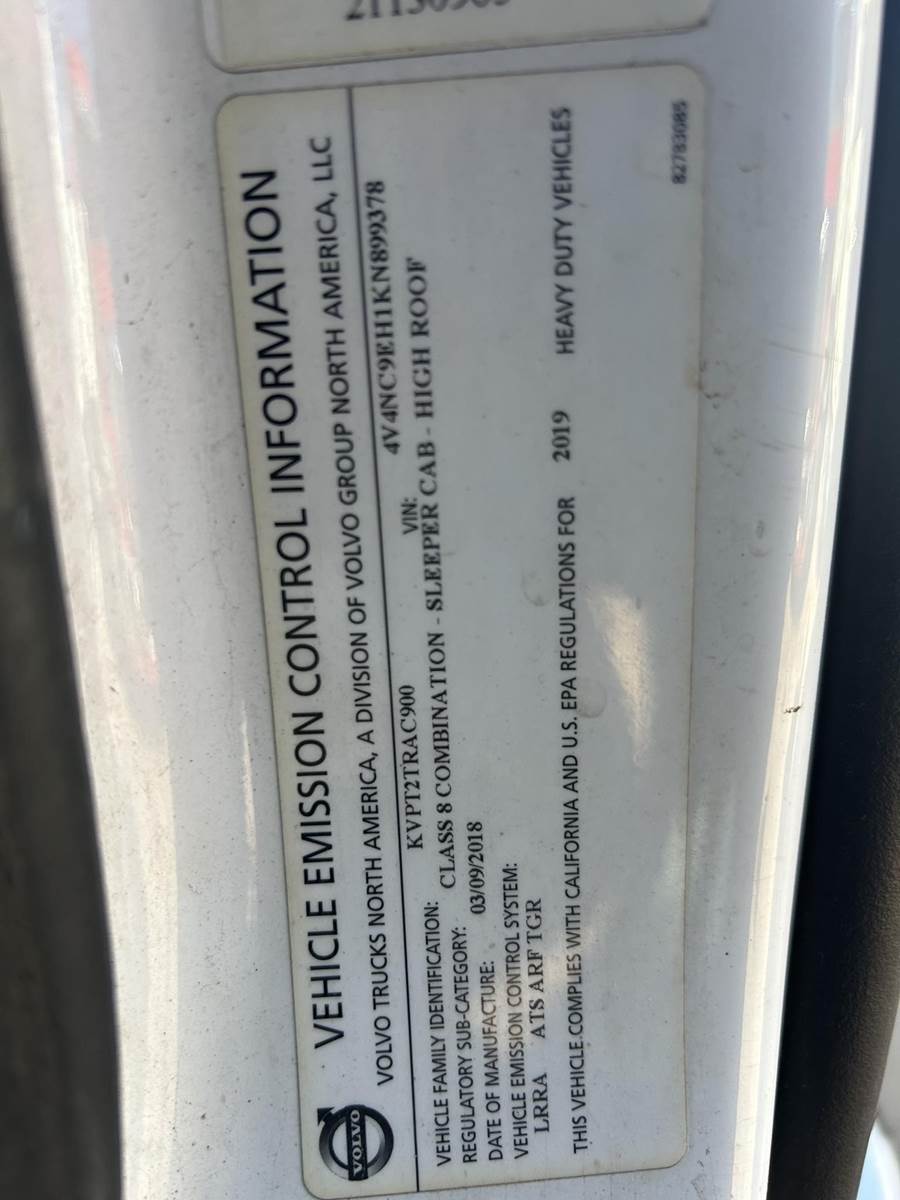 VOLVO
VEHICLE EMISSION CONTROL INFORMATION
VOLVO TRUCKS NORTH AMERICA, A DIVISION OF VOLVO GROUP NORTH AMERICA, LLC
VEHICLE FAMILY IDENTIFICATION: KVPT2TRAC900 VIN: 4V4NC9EH1KN899378
REGULATORY SUB-CATEGORY: CLASS 8 COMBINATION - SLEEPER CAB - HIGH ROOF
DATE OF MANUFACTURE: 03/09/2018
VEHICLE EMISSION CONTROL SYSTEM:
LRRA ATS ARF TGR
THIS VEHICLE COMPLIES WITH CALIFORNIA AND U.S. EPA REGULATIONS FOR 2019 HEAVY DUTY VEHICLES
82783085